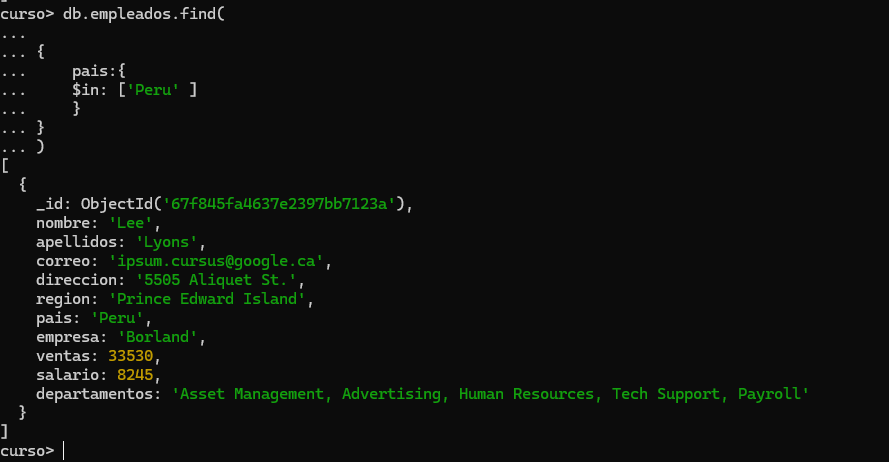 curso> db.empleados.find(
...
... {
...     pais:{
...     $in: ['Peru' ]
...     }
... }
... )
[
  {
    _id: ObjectId('67f845fa4637e2397bb7123a'),
    nombre: 'Lee',
    apellidos: 'Lyons',
    correo: 'ipsum.cursus@google.ca',
    direccion: '5505 Aliquet St.',
    region: 'Prince Edward Island',
    pais: 'Peru',
    empresa: 'Borland',
    ventas: 33530,
    salario: 8245,
    departamentos: 'Asset Management, Advertising, Human Resources, Tech Support, Payroll'
  }
]
curso>